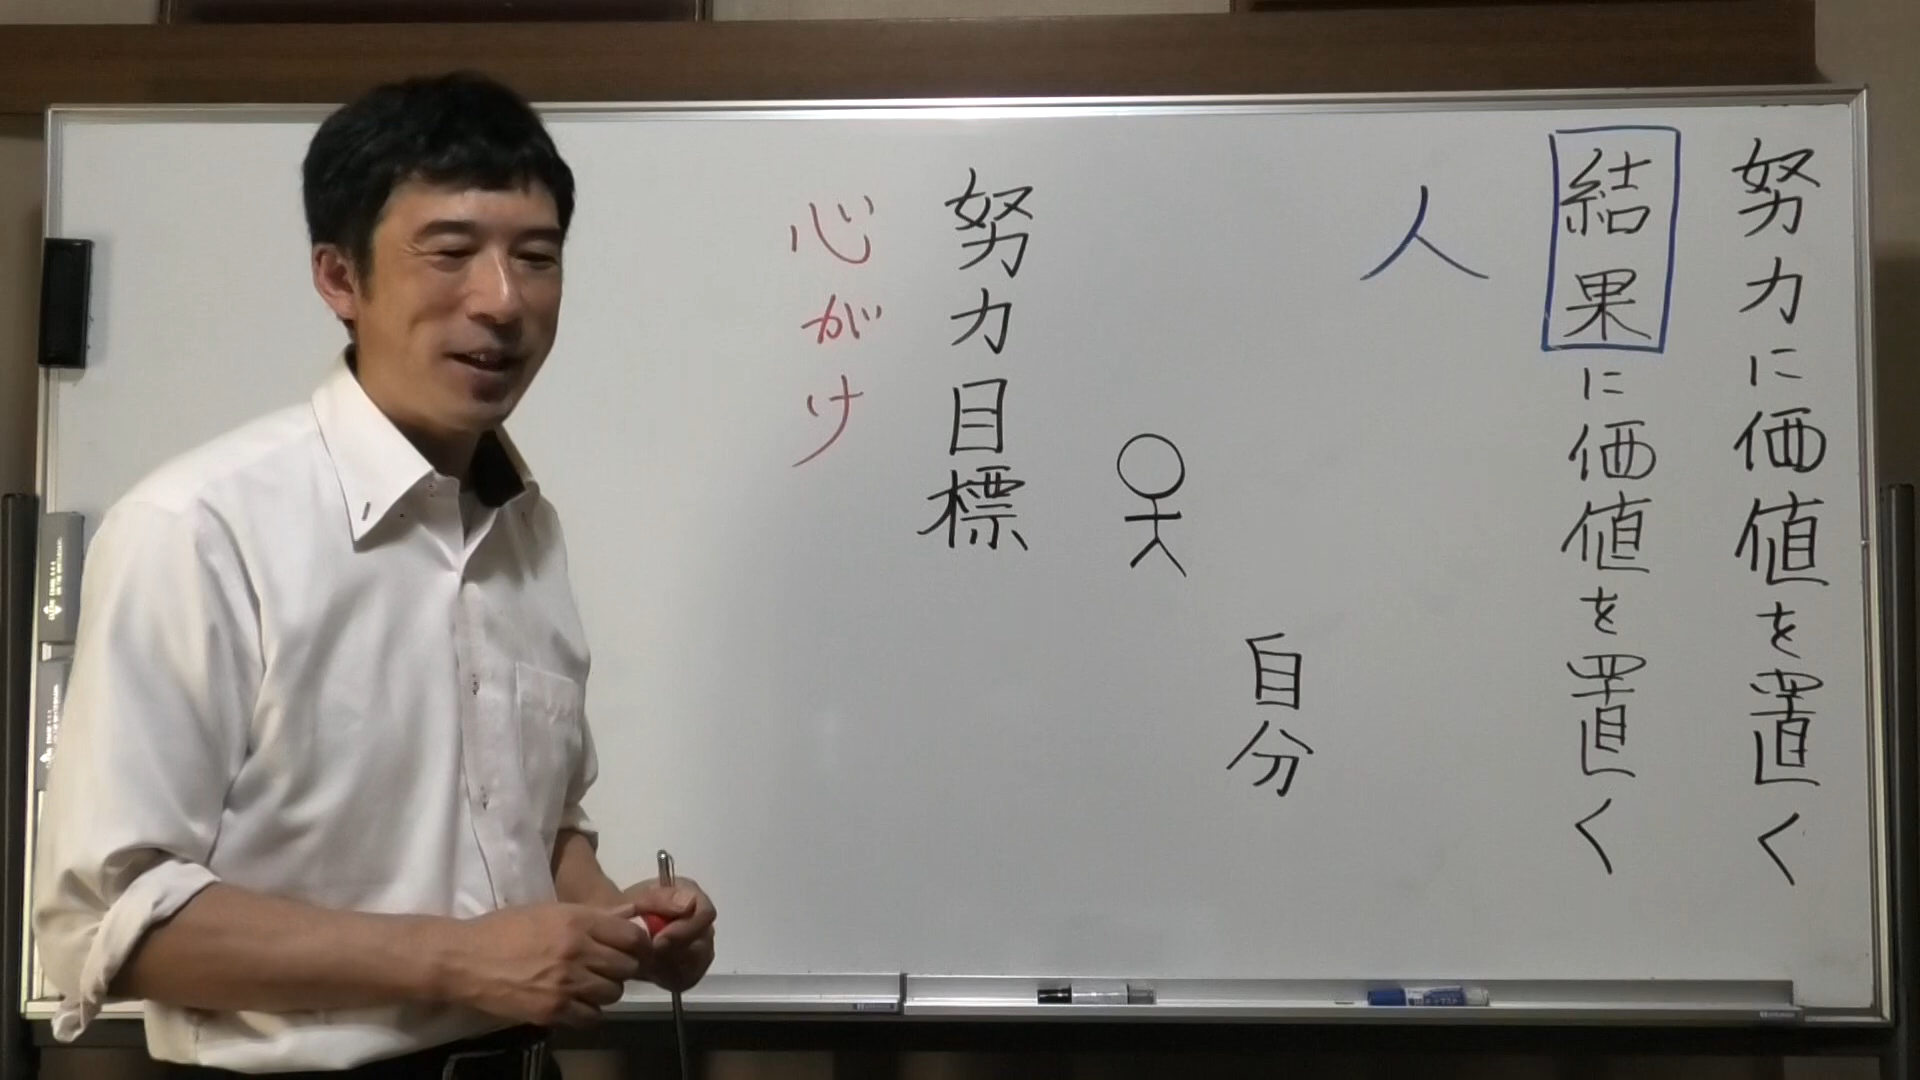 努力に価値を置く
結果に価値を置く
人
自分
努力目標
心がけ